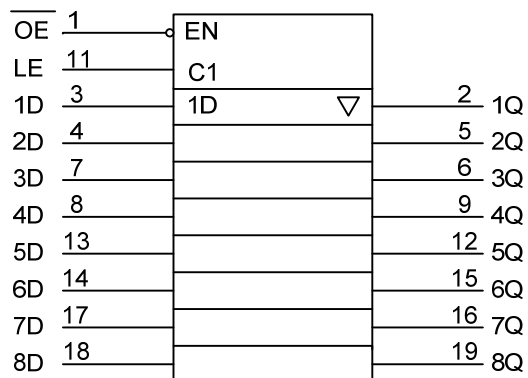 O̅E̅ 1 EN
LE 11 C1
1D 3 1D ▽ 2 1Q
2D 4 5 2Q
3D 7 6 3Q
4D 8 9 4Q
5D 13 12 5Q
6D 14 15 6Q
7D 17 16 7Q
8D 18 19 8Q